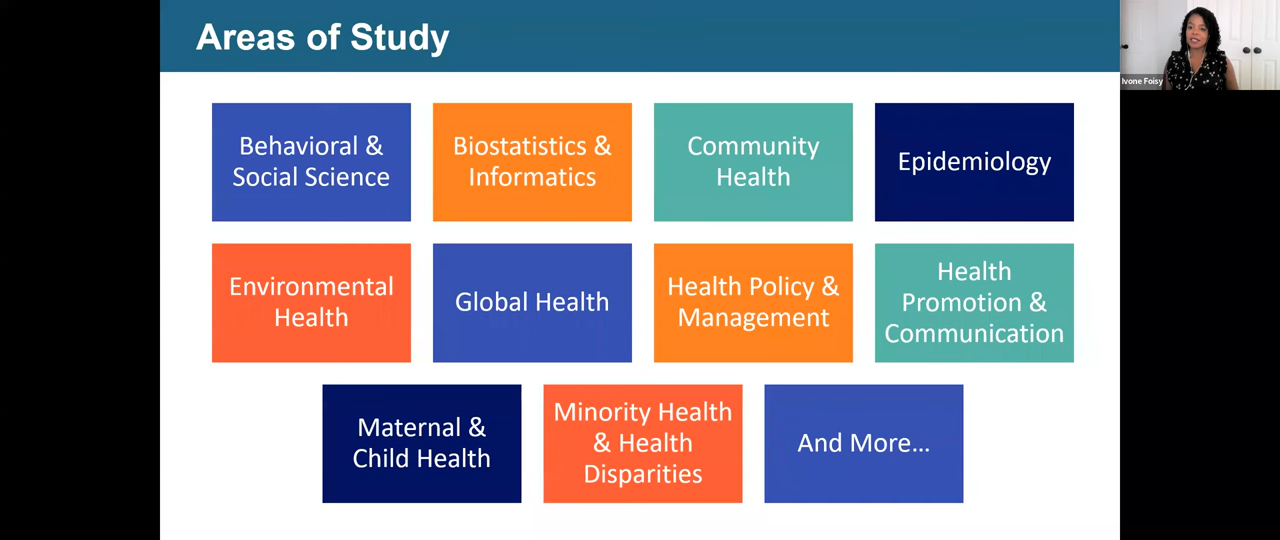 Areas of Study
Ivone Foisy
Behavioral &
Social Science
Biostatistics &
Informatics
Community
Health
Epidemiology
Environmental
Health
Global Health
Health Policy &
Management
Health
Promotion &
Communication
Maternal &
Child Health
Minority Health
& Health
Disparities
And More...